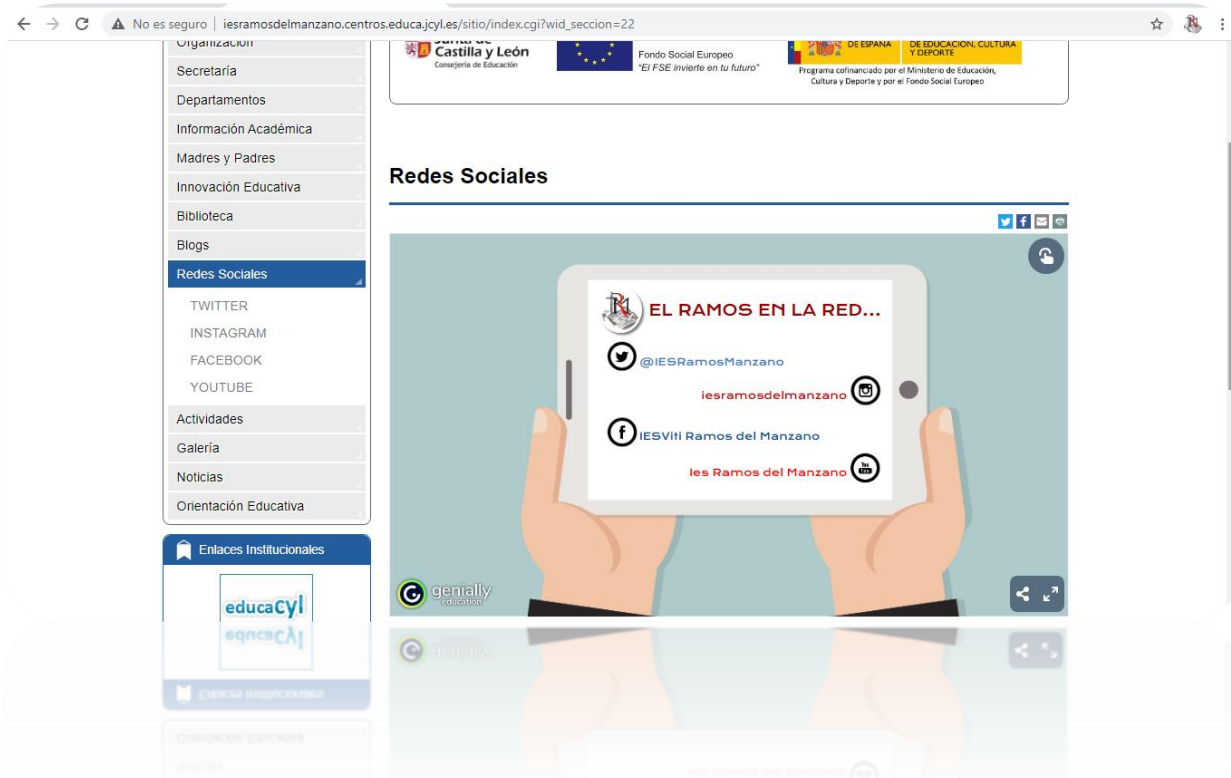 No es seguro | iesramosdelmanzano.centros.educa.jcyl.es/sitio/index.cgi?wid_seccion=22
Organización
Secretaría
Departamentos
Información Académica
Madres y Padres
Innovación Educativa
Biblioteca
Blogs
Redes Sociales
TWITTER
INSTAGRAM
FACEBOOK
YOUTUBE
Actividades
Galería
Noticias
Orientación Educativa
Enlaces Institucionales
educacyl
Junta de
Castilla y León
Consejería de Educación
Fondo Social Europeo
"El FSE invierte en tu futuro"
DE ESPAÑA
DE EDUCACIÓN, CULTURA
Y DEPORTE
Programa cofinanciado por el Ministerio de Educación,
Cultura y Deporte y por el Fondo Social Europeo
Redes Sociales
EL RAMOS EN LA RED...
@IESRamosManzano
iesramosdelmanzano
IESViti Ramos del Manzano
Ies Ramos del Manzano
genially
education